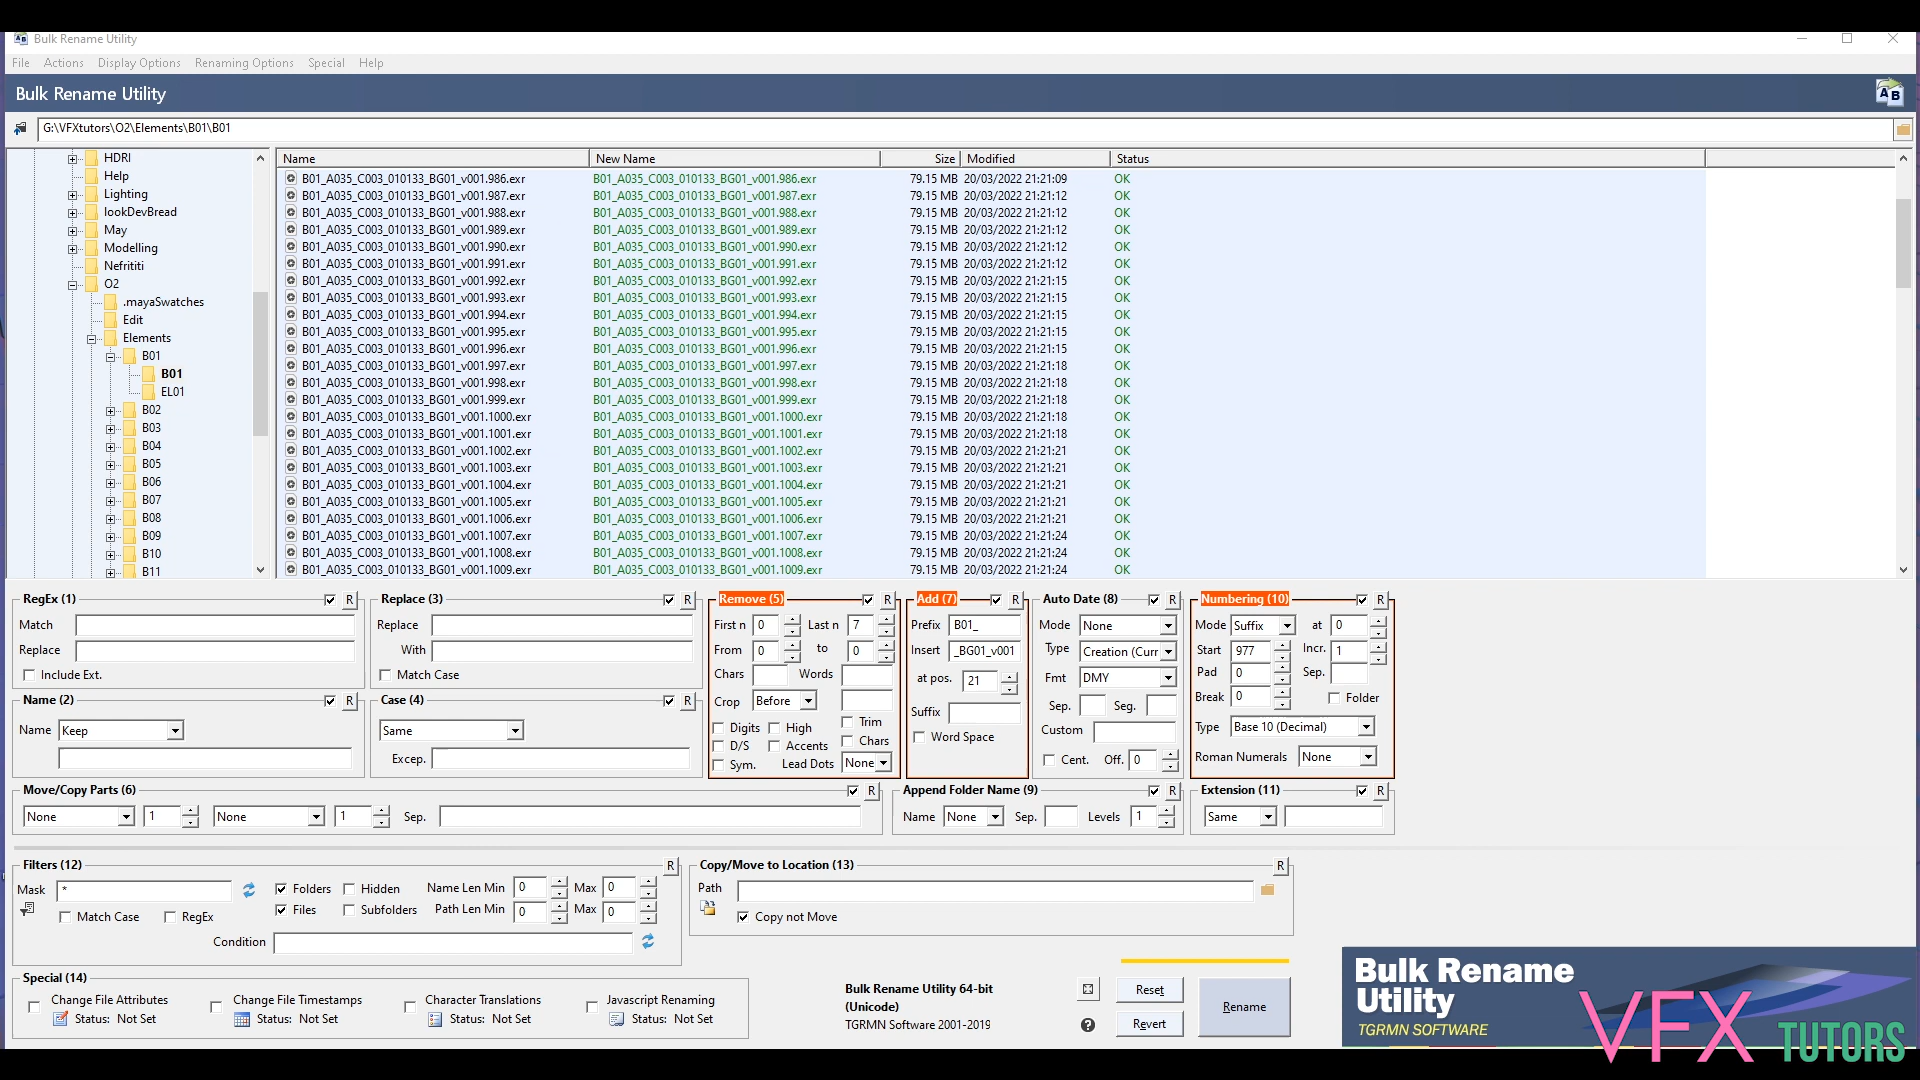 Bulk Rename Utility
File Actions Display Options Renaming Options Special Help
Bulk Rename Utility
G:\VFXtutors\O2\Elements\B01\B01
HDRI
Help
Lighting
lookDevBread
May
Modelling
Nefrititi
O2
.mayaSwatches
Edit
Elements
B01
B01
EL01
B02
B03
B04
B05
B06
B07
B08
B09
B10
B11
Name New Name Size Modified Status
B01_A035_C003_010133_BG01_v001.986.exr B01_A035_C003_010133_BG01_v001.986.exr 79.15 MB 20/03/2022 21:21:09 OK
B01_A035_C003_010133_BG01_v001.987.exr B01_A035_C003_010133_BG01_v001.987.exr 79.15 MB 20/03/2022 21:21:12 OK
B01_A035_C003_010133_BG01_v001.988.exr B01_A035_C003_010133_BG01_v001.988.exr 79.15 MB 20/03/2022 21:21:12 OK
B01_A035_C003_010133_BG01_v001.989.exr B01_A035_C003_010133_BG01_v001.989.exr 79.15 MB 20/03/2022 21:21:12 OK
B01_A035_C003_010133_BG01_v001.990.exr B01_A035_C003_010133_BG01_v001.990.exr 79.15 MB 20/03/2022 21:21:12 OK
B01_A035_C003_010133_BG01_v001.991.exr B01_A035_C003_010133_BG01_v001.991.exr 79.15 MB 20/03/2022 21:21:12 OK
B01_A035_C003_010133_BG01_v001.992.exr B01_A035_C003_010133_BG01_v001.992.exr 79.15 MB 20/03/2022 21:21:15 OK
B01_A035_C003_010133_BG01_v001.993.exr B01_A035_C003_010133_BG01_v001.993.exr 79.15 MB 20/03/2022 21:21:15 OK
B01_A035_C003_010133_BG01_v001.994.exr B01_A035_C003_010133_BG01_v001.994.exr 79.15 MB 20/03/2022 21:21:15 OK
B01_A035_C003_010133_BG01_v001.995.exr B01_A035_C003_010133_BG01_v001.995.exr 79.15 MB 20/03/2022 21:21:15 OK
B01_A035_C003_010133_BG01_v001.996.exr B01_A035_C003_010133_BG01_v001.996.exr 79.15 MB 20/03/2022 21:21:15 OK
B01_A035_C003_010133_BG01_v001.997.exr B01_A035_C003_010133_BG01_v001.997.exr 79.15 MB 20/03/2022 21:21:18 OK
B01_A035_C003_010133_BG01_v001.998.exr B01_A035_C003_010133_BG01_v001.998.exr 79.15 MB 20/03/2022 21:21:18 OK
B01_A035_C003_010133_BG01_v001.999.exr B01_A035_C003_010133_BG01_v001.999.exr 79.15 MB 20/03/2022 21:21:18 OK
B01_A035_C003_010133_BG01_v001.1000.exr B01_A035_C003_010133_BG01_v001.1000.exr 79.15 MB 20/03/2022 21:21:18 OK
B01_A035_C003_010133_BG01_v001.1001.exr B01_A035_C003_010133_BG01_v001.1001.exr 79.15 MB 20/03/2022 21:21:18 OK
B01_A035_C003_010133_BG01_v001.1002.exr B01_A035_C003_010133_BG01_v001.1002.exr 79.15 MB 20/03/2022 21:21:21 OK
B01_A035_C003_010133_BG01_v001.1003.exr B01_A035_C003_010133_BG01_v001.1003.exr 79.15 MB 20/03/2022 21:21:21 OK
B01_A035_C003_010133_BG01_v001.1004.exr B01_A035_C003_010133_BG01_v001.1004.exr 79.15 MB 20/03/2022 21:21:21 OK
B01_A035_C003_010133_BG01_v001.1005.exr B01_A035_C003_010133_BG01_v001.1005.exr 79.15 MB 20/03/2022 21:21:21 OK
B01_A035_C003_010133_BG01_v001.1006.exr B01_A035_C003_010133_BG01_v001.1006.exr 79.15 MB 20/03/2022 21:21:21 OK
B01_A035_C003_010133_BG01_v001.1007.exr B01_A035_C003_010133_BG01_v001.1007.exr 79.15 MB 20/03/2022 21:21:24 OK
B01_A035_C003_010133_BG01_v001.1008.exr B01_A035_C003_010133_BG01_v001.1008.exr 79.15 MB 20/03/2022 21:21:24 OK
B01_A035_C003_010133_BG01_v001.1009.exr B01_A035_C003_010133_BG01_v001.1009.exr 79.15 MB 20/03/2022 21:21:24 OK
RegEx (1) R
Match
Replace
Include Ext.
Name (2) R
Name Keep
Replace (3) R
Replace
With
Match Case
Case (4) R
Same
Excep.
Remove (5) R
First n 0 Last n 7
From 0 to 0
Chars Words
Crop Before
Digits High Trim
D/S Accents Chars
Sym. Lead Dots None
Add (7) R
Prefix B01_
Insert _BG01_v001
at pos. 21
Suffix
Word Space
Auto Date (8) R
Mode None
Type Creation (Curr
Fmt DMY
Sep. Seg.
Custom
Cent. Off. 0
Numbering (10) R
Mode Suffix at 0
Start 977 Incr. 1
Pad 0 Sep.
Break 0 Folder
Type Base 10 (Decimal)
Roman Numerals None
Move/Copy Parts (6) R
None 1 None 1 Sep.
Append Folder Name (9) R
Name None Sep. Levels 1
Extension (11) R
Same
Filters (12) R
Mask * Folders Hidden Name Len Min 0 Max 0
Files Subfolders Path Len Min 0 Max 0
Match Case RegEx
Condition
Copy/Move to Location (13) R
Path
Copy not Move
Special (14)
Change File Attributes Change File Timestamps Character Translations Javascript Renaming
Status: Not Set Status: Not Set Status: Not Set Status: Not Set
Bulk Rename Utility 64-bit
(Unicode)
TGRMN Software 2001-2019
Reset
Revert
Rename
Bulk Rename
Utility
TGRMN SOFTWARE
VFX TUTORS